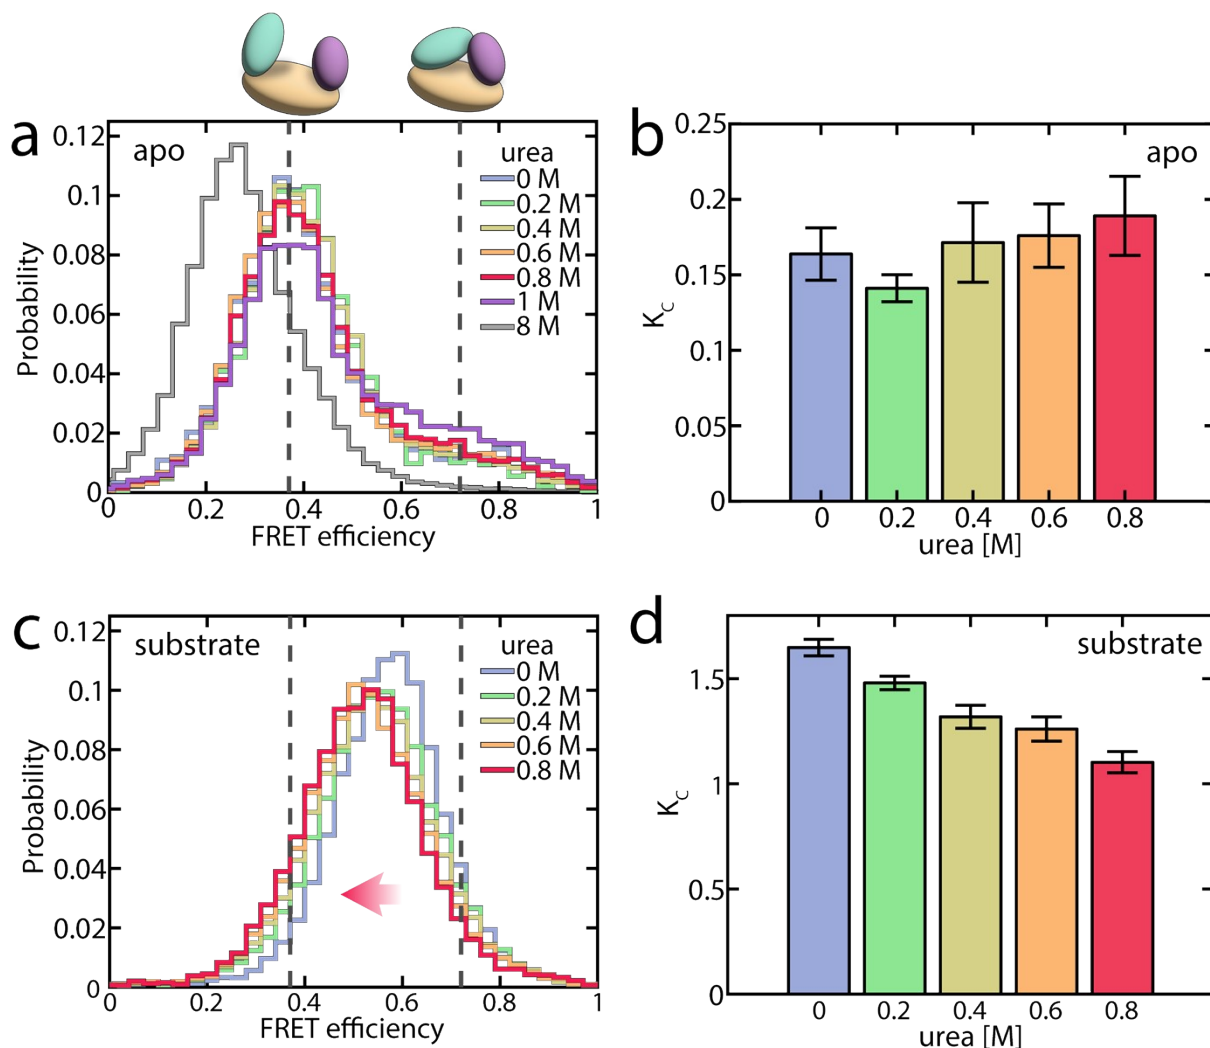 a
apo
urea
0 M
0.2 M
0.4 M
0.6 M
0.8 M
1 M
8 M
Probability
0.12
0.1
0.08
0.06
0.04
0.02
0
0.2
0.4
0.6
0.8
1
FRET efficiency
b
apo
K_C
0.25
0.2
0.15
0.1
0.05
0
0
0.2
0.4
0.6
0.8
urea [M]
c
substrate
urea
0 M
0.2 M
0.4 M
0.6 M
0.8 M
Probability
0.12
0.1
0.08
0.06
0.04
0.02
0
0
0.2
0.4
0.6
0.8
1
FRET efficiency
d
substrate
K_C
1.5
1
0.5
0
0
0.2
0.4
0.6
0.8
urea [M]